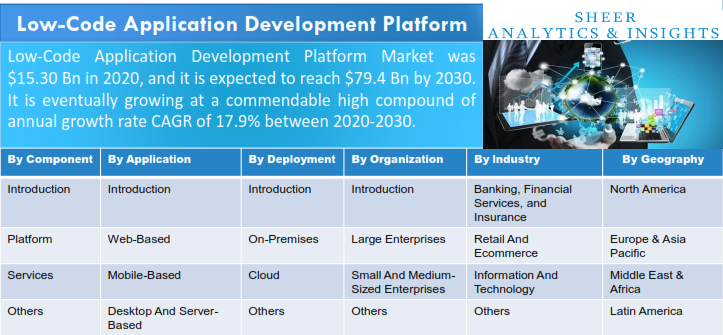 Low-Code Application Development Platform
SHEER
ANALYTICS & INSIGHTS
Low-Code Application Development Platform Market was
$15.30 Bn in 2020, and it is expected to reach $79.4 Bn by 2030.
It is eventually growing at a commendable high compound of
annual growth rate CAGR of 17.9% between 2020-2030.
By Component By Application By Deployment By Organization By Industry By Geography
Introduction Introduction Introduction Introduction Banking, Financial North America
Services, and
Insurance
Platform Web-Based On-Premises Large Enterprises Retail And Europe & Asia
Ecommerce Pacific
Services Mobile-Based Cloud Small And Medium- Information And Middle East &
Sized Enterprises Technology Africa
Others Desktop And Server- Others Others Others Latin America
Based